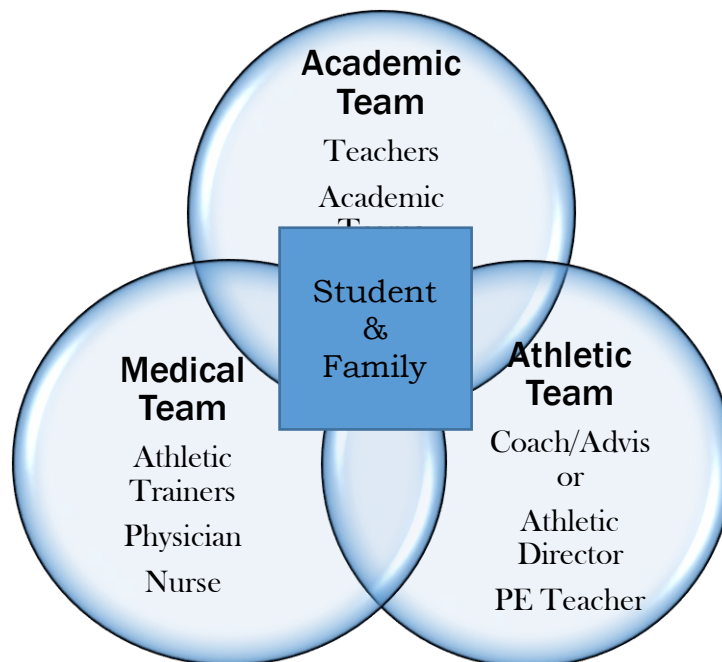 Academic
Team
Teachers
Academic
Student
&
Family
Medical
Team
Athletic
Trainers
Physician
Nurse
Athletic
Team
Coach/Advis
or
Athletic
Director
PE Teacher